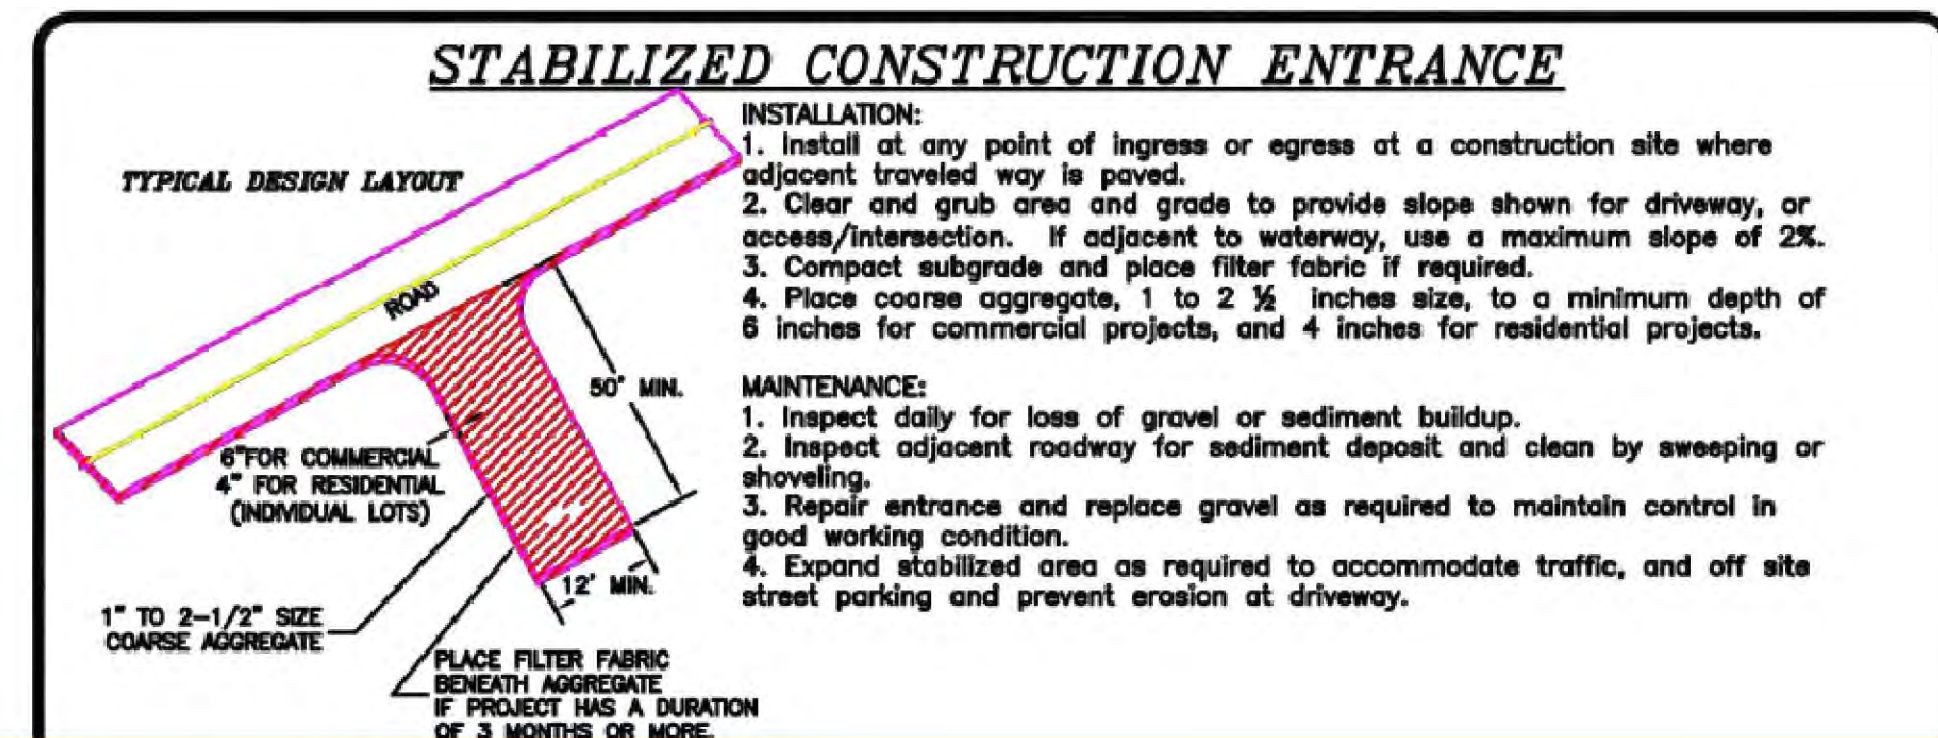 STABILIZED CONSTRUCTION ENTRANCE
TYPICAL DESIGN LAYOUT
ROAD
50" MIN.
6"FOR COMMERCIAL
4" FOR RESIDENTIAL
(INDIVIDUAL LOTS)
12' MIN.
1" TO 2-1/2" SIZE
COARSE AGGREGATE
PLACE FILTER FABRIC
BENEATH AGGREGATE
IF PROJECT HAS A DURATION
OF 3 MONTHS OR MORE.
INSTALLATION:
1. Install at any point of ingress or egress at a construction site where
adjacent traveled way is paved.
2. Clear and grub area and grade to provide slope shown for driveway, or
access/intersection. If adjacent to waterway, use a maximum slope of 2%.
3. Compact subgrade and place filter fabric if required.
4. Place coarse aggregate, 1 to 2 ½ inches size, to a minimum depth of
6 inches for commercial projects, and 4 inches for residential projects.
MAINTENANCE:
1. Inspect daily for loss of gravel or sediment buildup.
2. Inspect adjacent roadway for sediment deposit and clean by sweeping or
shoveling.
3. Repair entrance and replace gravel as required to maintain control in
good working condition.
4. Expand stabilized area as required to accommodate traffic, and off site
street parking and prevent erosion at driveway.